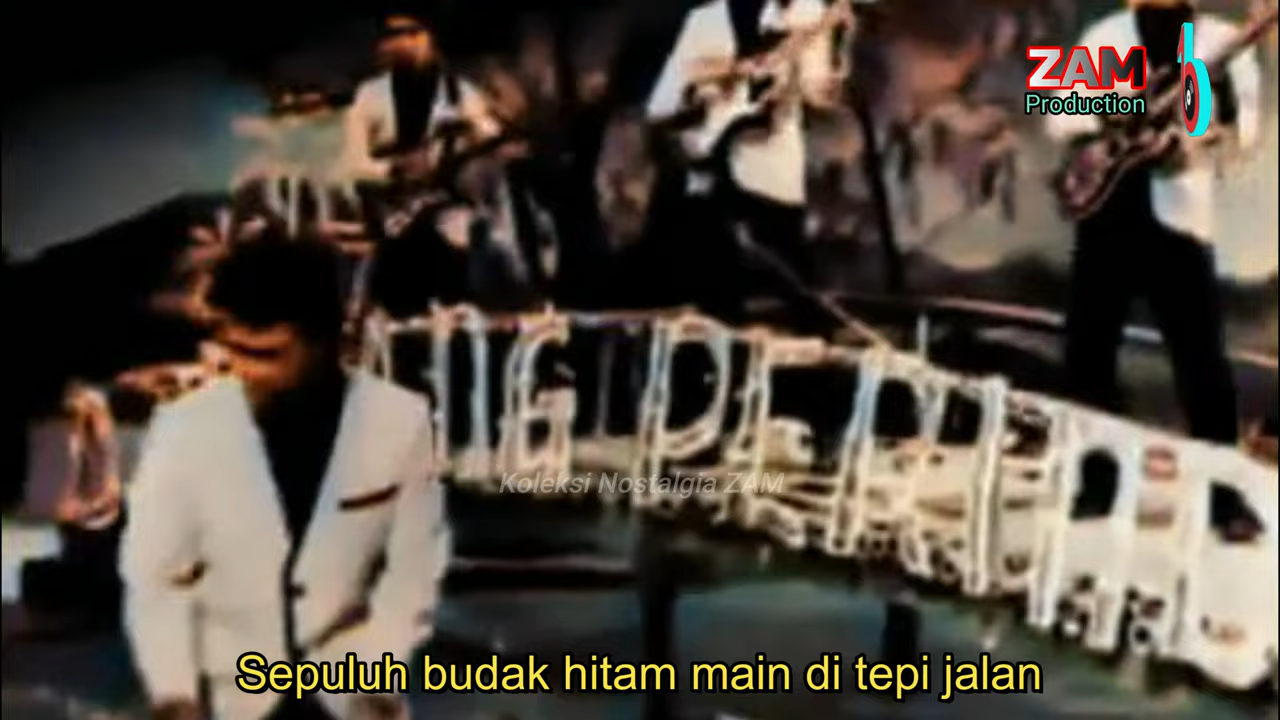 ZAM
Production
Koleksi Nostalgia ZAM
Sepuluh budak hitam main di tepi jalan